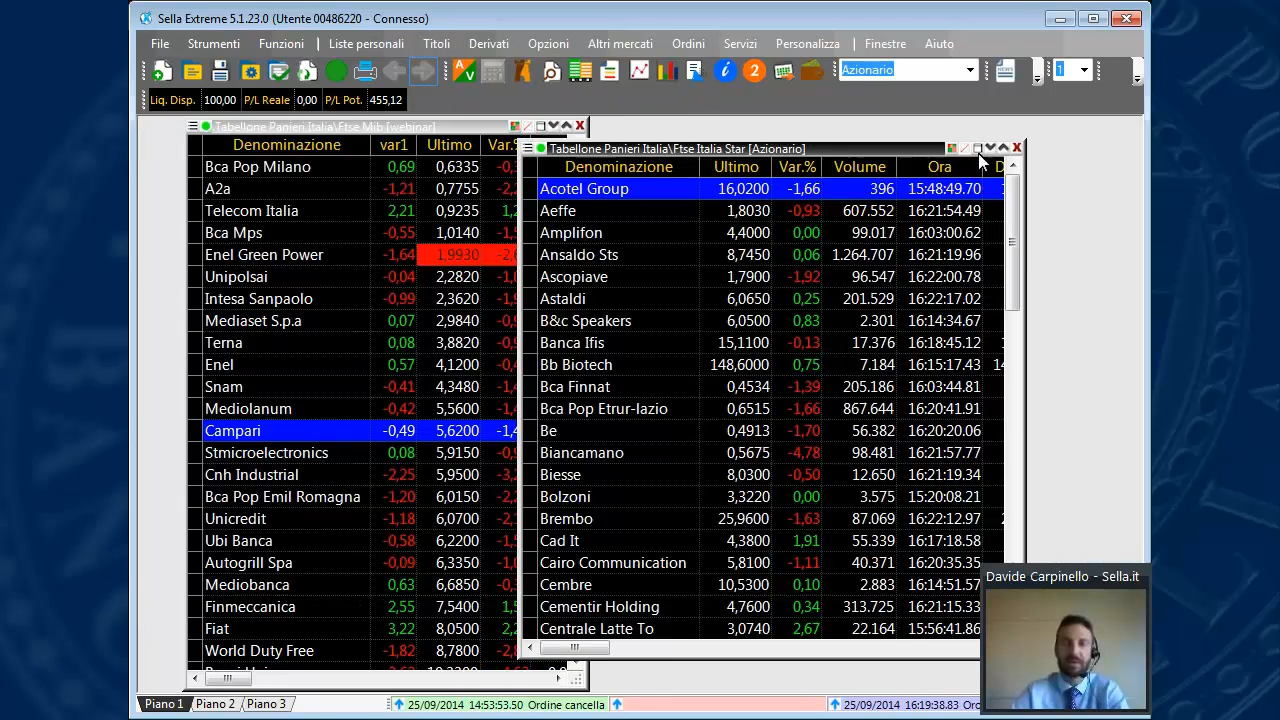 Sella Extreme 5.1.23.0 (Utente 00486220 - Connesso)
File Strumenti Funzioni Liste personali Titoli Derivati Opzioni Altri mercati Ordini Servizi Personalizza Finestre Aiuto
Azionario 1
Liq. Disp. 100,00 P/L Reale 0,00 P/L Pot. 455,12
Tabellone Panieri Italia\Ftse Mib [webinar]
Denominazione var1 Ultimo Var.%
Bca Pop Milano 0,69 0,6335
A2a -1,21 0,7755
Telecom Italia 2,21 0,9235
Bca Mps -0,55 1,0140
Enel Green Power -1,64 1,9930
Unipolsai -0,04 2,2820
Intesa Sanpaolo -0,99 2,3620
Mediaset S.p.a 0,07 2,9840
Terna 0,08 3,8820
Enel 0,57 4,1200
Snam -0,41 4,3480
Mediolanum -0,42 5,5600
Campari -0,49 5,6200
Stmicroelectronics 0,08 5,9150
Cnh Industrial -2,25 5,9500
Bca Pop Emil Romagna -1,20 6,0150
Unicredit -1,18 6,0700
Ubi Banca -0,58 6,2200
Autogrill Spa -0,09 6,3350
Mediobanca 0,63 6,6850
Finmeccanica 2,55 7,5400
Fiat 3,22 8,0500
World Duty Free -1,82 8,7800
Tabellone Panieri Italia\Ftse Italia Star [Azionario]
Denominazione Ultimo Var.% Volume Ora
Acotel Group 16,0200 -1,66 396 15:48:49.70
Aeffe 1,8030 -0,93 607.552 16:21:54.49
Amplifon 4,4000 0,00 99.017 16:03:00.62
Ansaldo Sts 8,7450 0,06 1.264.707 16:21:19.96
Ascopiave 1,7900 -1,92 96.547 16:22:00.78
Astaldi 6,0650 0,25 201.529 16:22:17.02
B&c Speakers 6,0500 0,83 2.301 16:14:34.67
Banca Ifis 15,1100 -0,13 17.376 16:18:45.12
Bb Biotech 148,6000 0,75 7.184 16:15:17.43
Bca Finnat 0,4534 -1,39 205.186 16:03:44.81
Bca Pop Etrur-lazio 0,6515 -1,66 867.644 16:20:41.91
Be 0,4913 -1,70 56.382 16:20:20.06
Biancamano 0,5675 -4,78 98.481 16:21:57.77
Biesse 8,0300 -0,50 12.650 16:21:19.34
Bolzoni 3,3220 0,00 3.575 15:20:08.21
Brembo 25,9600 -1,63 87.069 16:22:12.97
Cad It 4,3800 1,91 55.339 16:17:18.58
Cairo Communication 5,8100 -1,11 40.371 16:20:35.35
Cembre 10,5300 0,10 2.883 16:14:51.57
Cementir Holding 4,7600 0,34 313.725 16:21:15.33
Centrale Latte To 3,0740 2,67 22.164 15:56:41.86
Davide Carpinello - Sella.it
Piano 1 Piano 2 Piano 3 25/09/2014 14:53:53.50 Ordine cancella 25/09/2014 16:19:38.83